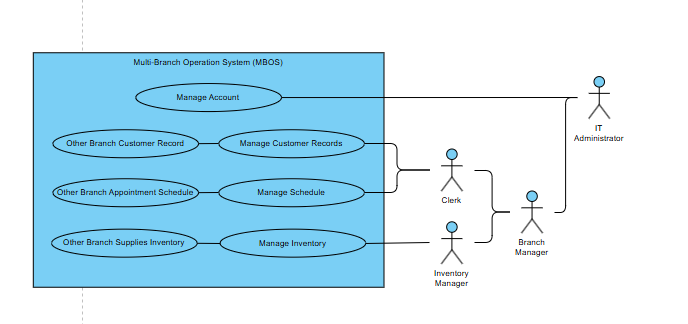 Multi-Branch Operation System (MBOS)
Manage Account
IT
Administrator
Other Branch Customer Record
Manage Customer Records
Other Branch Appointment Schedule
Manage Schedule
Clerk
Other Branch Supplies Inventory
Manage Inventory
Branch
Manager
Inventory
Manager